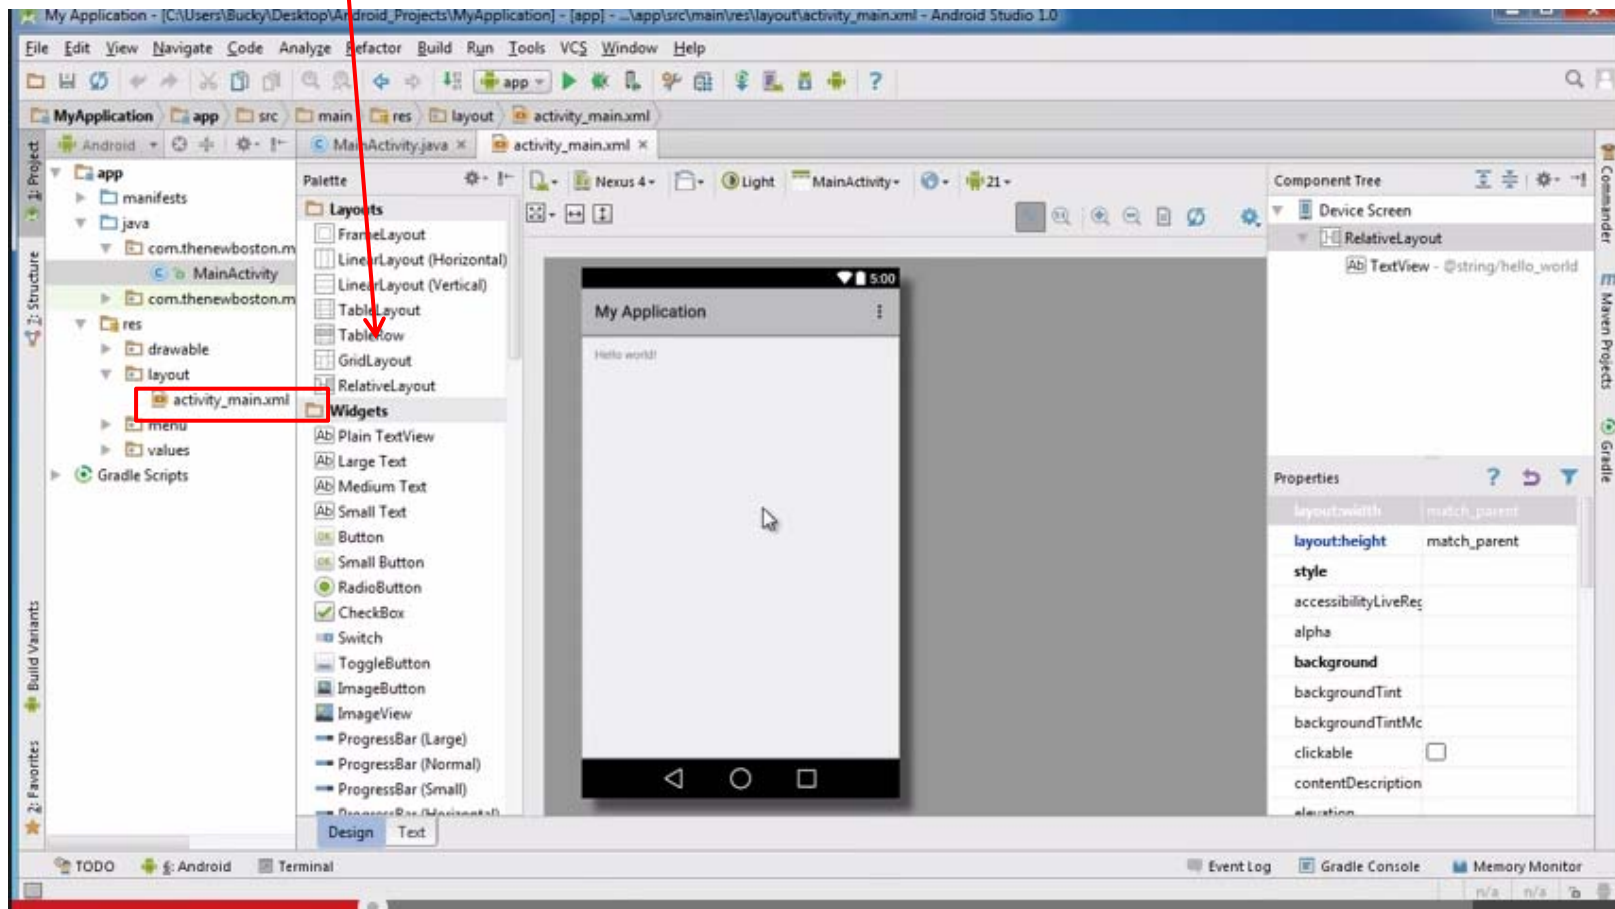 My Application - [C:\Users\Bucky\Desktop\Android_Projects\MyApplication] - [app] - ...\app\src\main\res\layout\activity_main.xml - Android Studio 1.0
File Edit View Navigate Code Analyze Refactor Build Run Tools VCS Window Help
app
MyApplication app src main res layout activity_main.xml
Android MainActivity.java activity_main.xml
1: Project
7: Structure
Build Variants
2: Favorites
app
manifests
java
com.thenewboston.m
MainActivity
com.thenewboston.m
res
drawable
layout
activity_main.xml
menu
values
Gradle Scripts
Palette
Layouts
FrameLayout
LinearLayout (Horizontal)
LinearLayout (Vertical)
TableLayout
TableRow
GridLayout
RelativeLayout
Widgets
Plain TextView
Large Text
Medium Text
Small Text
Button
Small Button
RadioButton
CheckBox
Switch
ToggleButton
ImageButton
ImageView
ProgressBar (Large)
ProgressBar (Normal)
ProgressBar (Small)
ProgressBar (Horizontal)
Design Text
Nexus 4 Light MainActivity 21
5:00
My Application
Hello world!
Component Tree
Device Screen
RelativeLayout
TextView - @string/hello_world
Properties
layout:width match_parent
layout:height match_parent
style
accessibilityLiveReg
alpha
background
backgroundTint
backgroundTintMc
clickable
contentDescription
elevation
Commander
Maven Projects
Gradle
TODO 6: Android Terminal Event Log Gradle Console Memory Monitor
n/a n/a